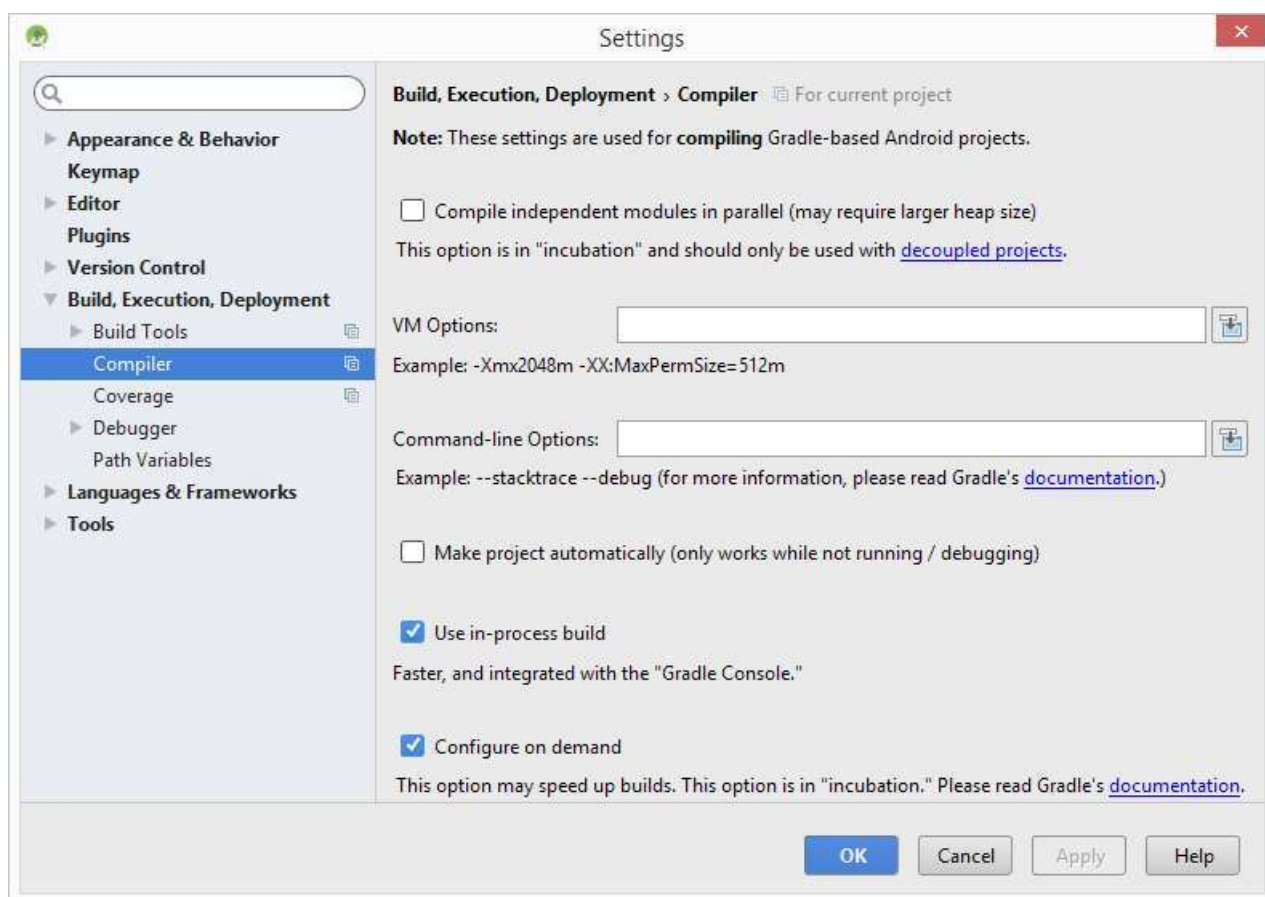 Settings
Appearance & Behavior
Keymap
Editor
Plugins
Version Control
Build, Execution, Deployment
Build Tools
Compiler
Coverage
Debugger
Path Variables
Languages & Frameworks
Tools
Build, Execution, Deployment › Compiler For current project
Note: These settings are used for compiling Gradle-based Android projects.
Compile independent modules in parallel (may require larger heap size)
This option is in "incubation" and should only be used with decoupled projects.
VM Options:
Example: -Xmx2048m -XX:MaxPermSize=512m
Command-line Options:
Example: --stacktrace --debug (for more information, please read Gradle's documentation.)
Make project automatically (only works while not running / debugging)
Use in-process build
Faster, and integrated with the "Gradle Console."
Configure on demand
This option may speed up builds. This option is in "incubation." Please read Gradle's documentation.
OK Cancel Apply Help